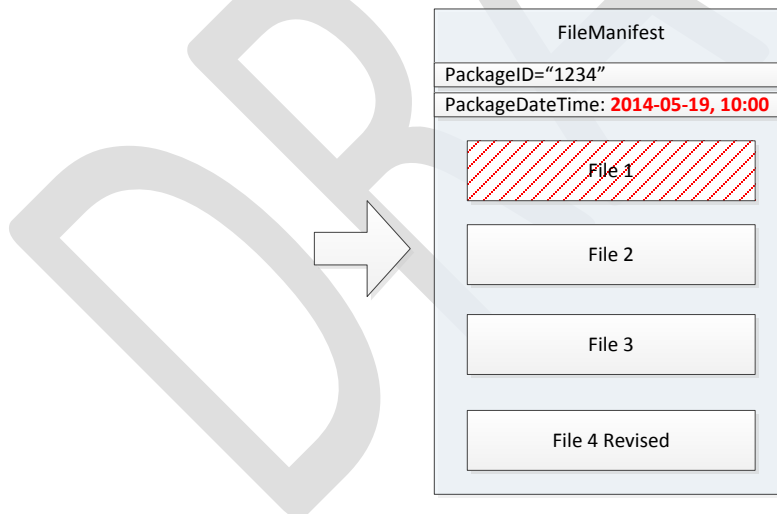 FileManifest
PackageID=“1234”
PackageDateTime: 2014-05-19, 10:00
File 1
File 2
File 3
File 4 Revised